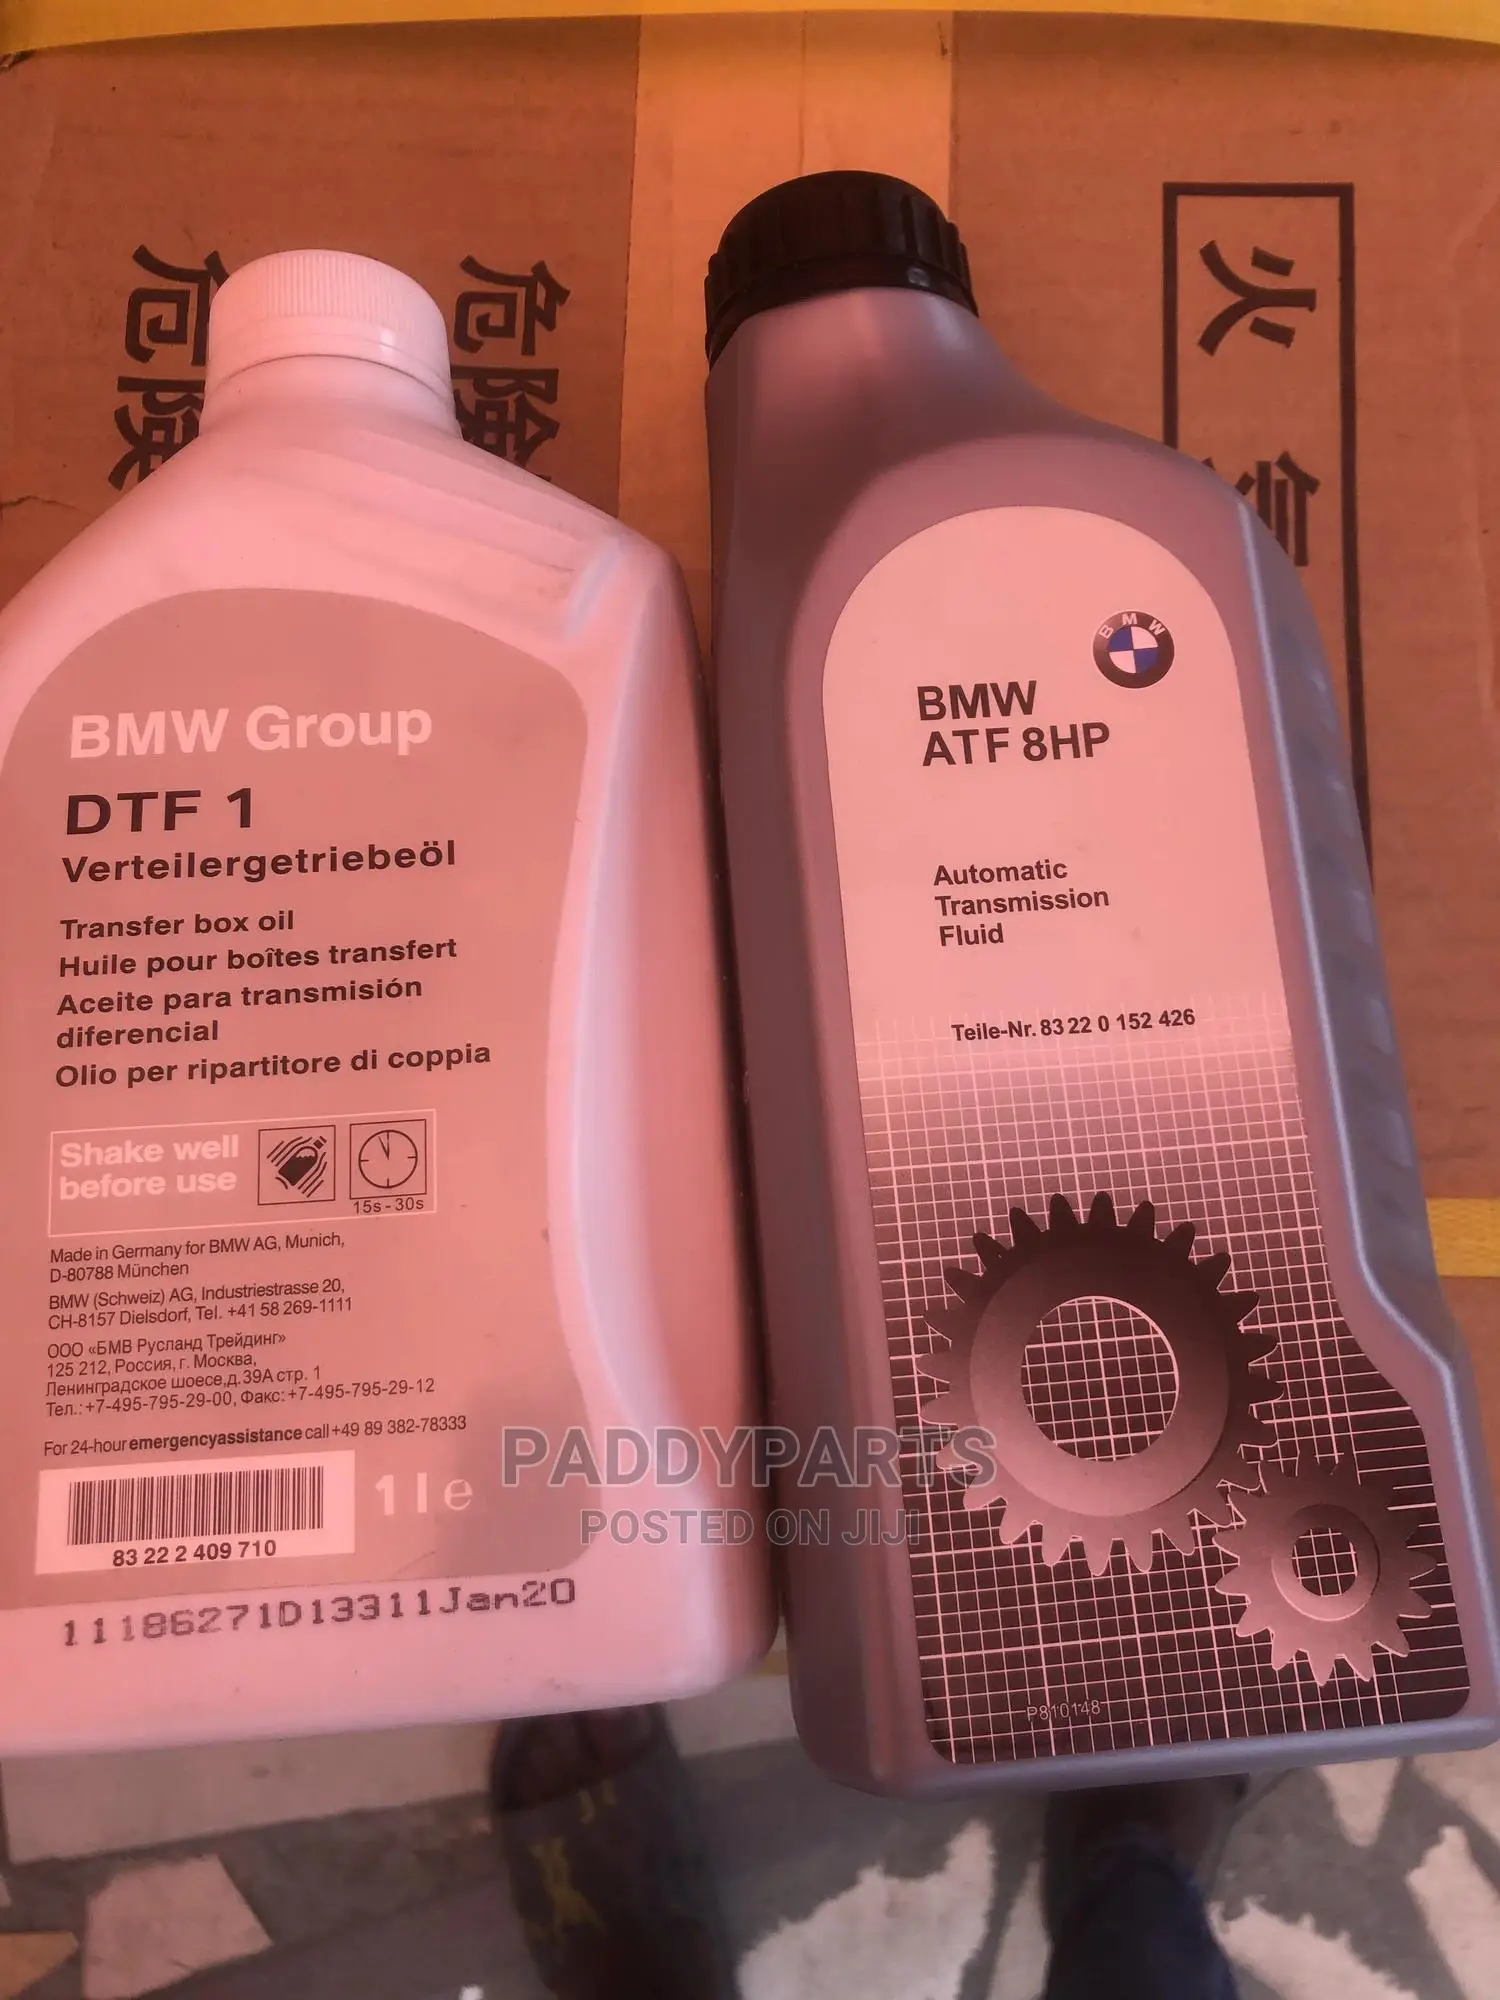 危険
危険
火気
BMW Group
DTF 1
Verteilergetriebeöl
Transfer box oil
Huile pour boîtes transfert
Aceite para transmisión
diferencial
Olio per ripartitore di coppia
Shake well
before use
15s - 30s
Made in Germany for BMW AG, Munich,
D-80788 München
BMW (Schweiz) AG, Industriestrasse 20,
CH-8157 Dielsdorf, Tel. +41 58 269-1111
ООО «БМВ Русланд Трейдинг»
125 212, Россия, г. Москва,
Ленинградское шоесе,д.39А стр. 1
Тел.:+7-495-795-29-00, Факс: +7-495-795-29-12
For 24-hour emergencyassistance call +49 89 382-78333
1 l e
83 22 2 409 710
11186271D13311Jan20
BMW
BMW
ATF 8HP
Automatic
Transmission
Fluid
Teile-Nr. 83 22 0 152 426
P810148
PADDYPARTS
POSTED ON JIJI